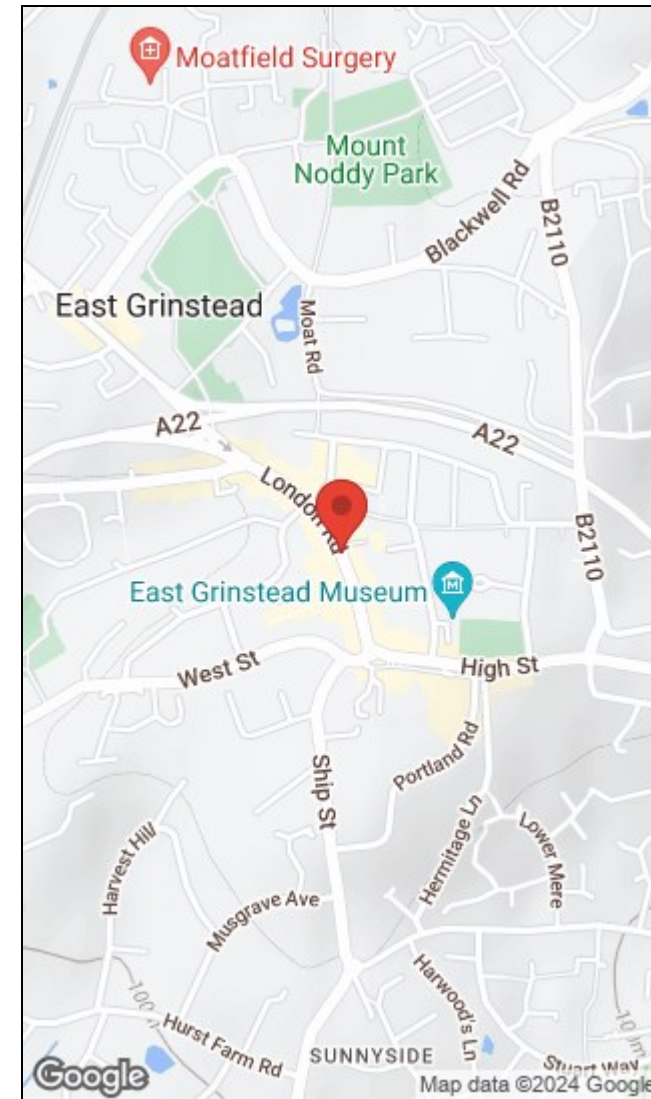 Moatfield Surgery
Mount
Noddy Park
Blackwell Rd
B2110
East Grinstead
Moat Rd
A22
A22
London Rd
B2110
East Grinstead Museum
M
West St
High St
Ship St
Portland Rd
Hermitage Ln
Lower Mere
Harvest Hill
Musgrave Ave
Harwood's Ln
100m
Hurst Farm Rd
SUNNYSIDE
100m
Stuart Way
Google
Map data ©2024 Google